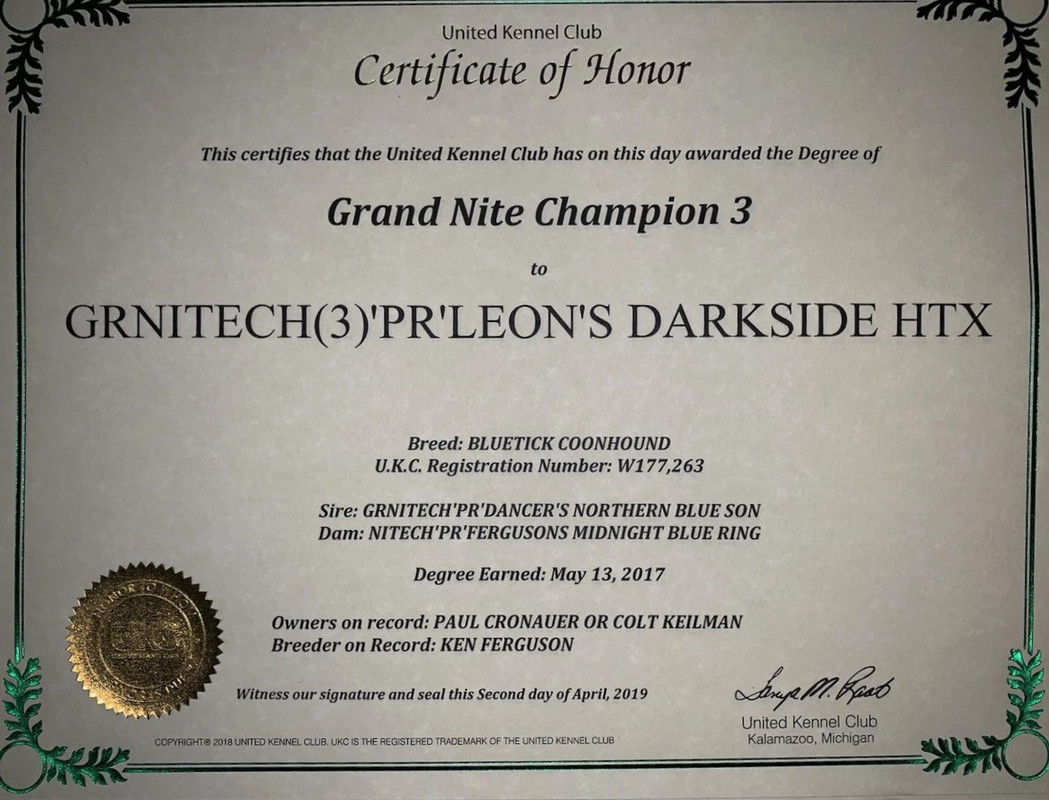 United Kennel Club
Certificate of Honor
This certifies that the United Kennel Club has on this day awarded the Degree of
Grand Nite Champion 3
to
GRNITECH(3)'PR'LEON'S DARKSIDE HTX
Breed: BLUETICK COONHOUND
U.K.C. Registration Number: W177,263
Sire: GRNITECH'PR'DANCER'S NORTHERN BLUE SON
Dam: NITECH'PR'FERGUSONS MIDNIGHT BLUE RING
Degree Earned: May 13, 2017
Owners on record: PAUL CRONAUER OR COLT KEILMAN
Breeder on Record: KEN FERGUSON
Witness our signature and seal this Second day of April, 2019
United Kennel Club
Kalamazoo, Michigan
COPYRIGHT® 2018 UNITED KENNEL CLUB. UKC IS THE REGISTERED TRADEMARK OF THE UNITED KENNEL CLUB